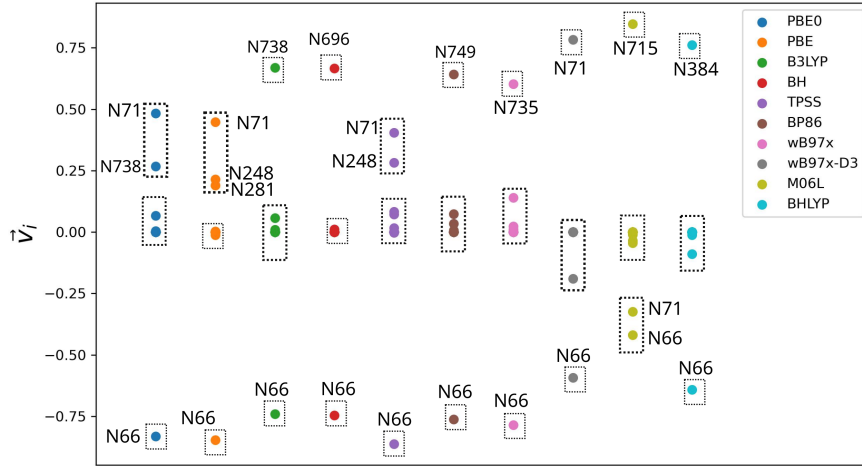 N738
N696
N749
N71
N715
N384
N735
PBE0
PBE
B3LYP
BH
TPSS
BP86
wB97x
wB97x-D3
M06L
BHLYP
0.75
0.50
0.25
0.00
−0.25
−0.50
−0.75
v⃗i
N71
N738
N71
N248
N281
N71
N248
N71
N66
N66
N66
N66
N66
N66
N66
N66
N66
N66